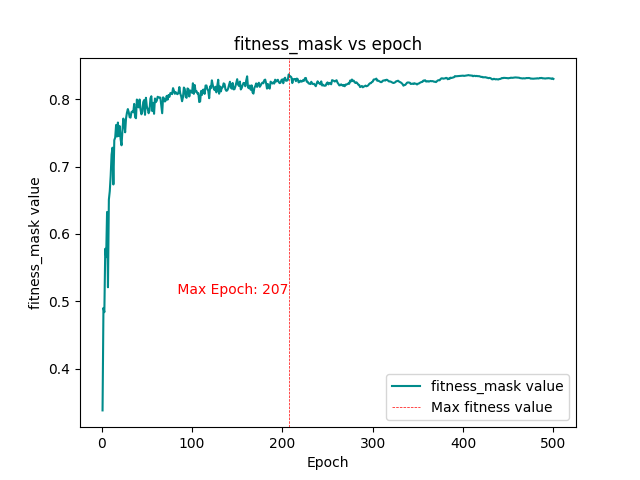 fitness_mask vs epoch
fitness_mask value
0.8
0.7
0.6
0.5
0.4
Max Epoch: 207
fitness_mask value
Max fitness value
0
100
200
300
400
500
Epoch